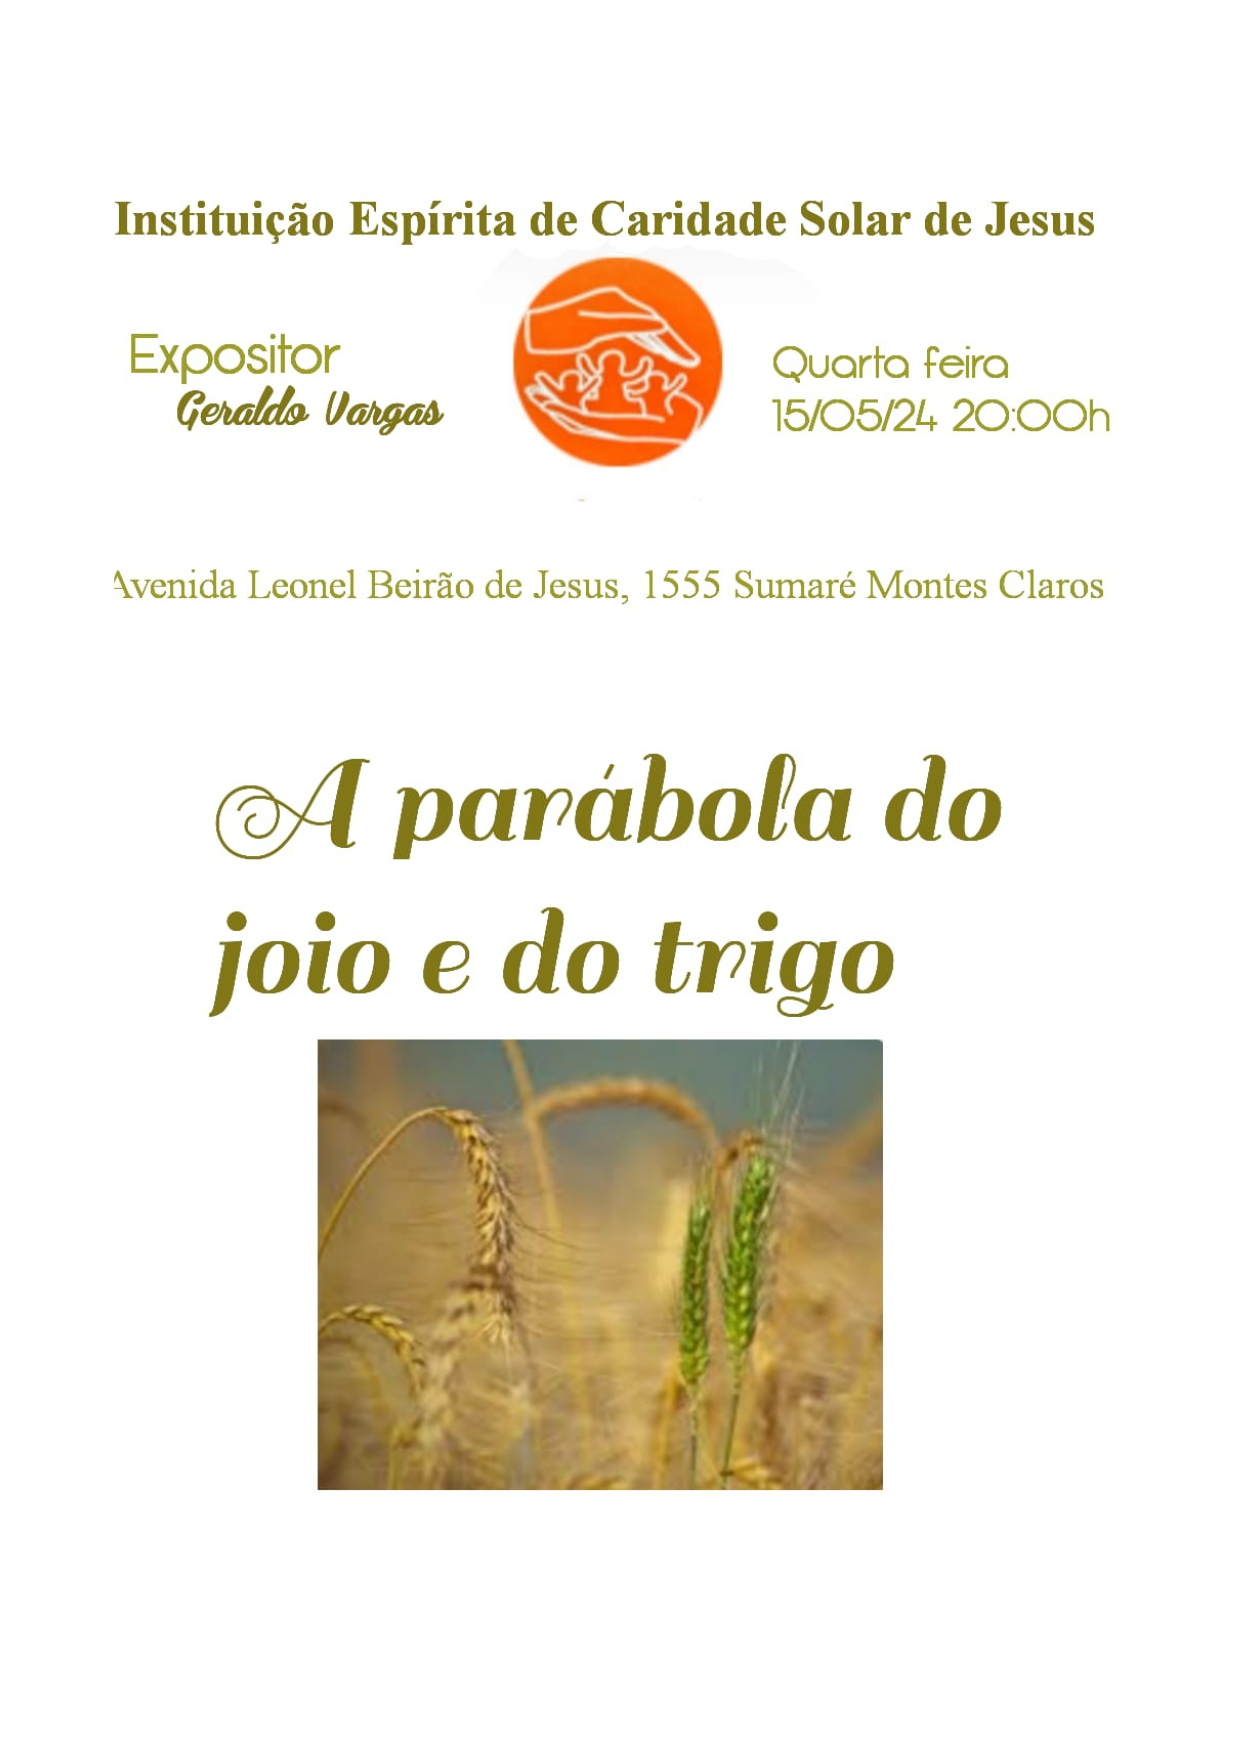 Instituição Espírita de Caridade Solar de Jesus
Expositor
Geraldo Vargas
Quarta feira
15/05/24 20:00h
Avenida Leonel Beirão de Jesus, 1555 Sumaré Montes Claros
A parábola do
joio e do trigo